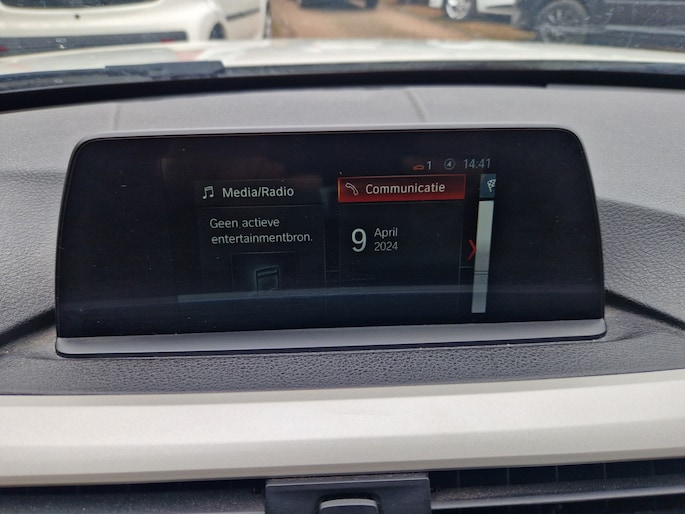 1 14:41
Media/Radio
Communicatie
Geen actieve
entertainmentbron.
9
April
2024